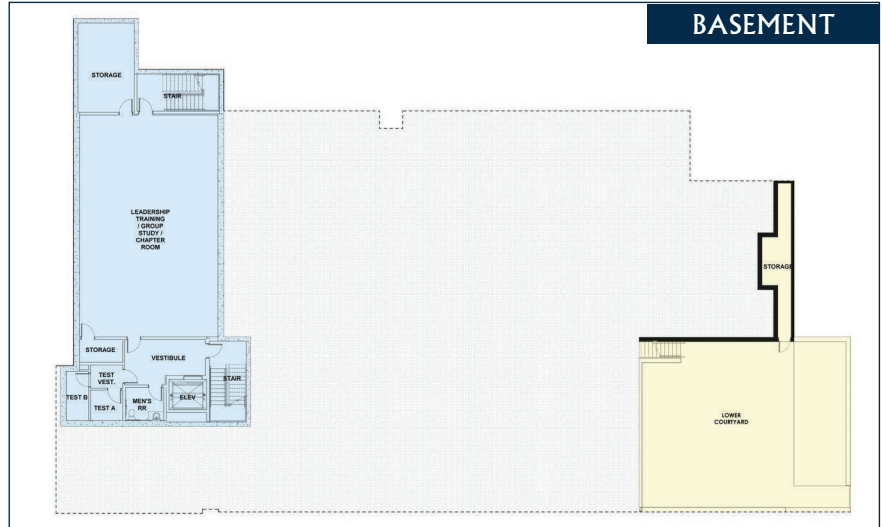 BASEMENT
STORAGE
STAIR
LEADERSHIP
TRAINING
/ GROUP
STUDY /
CHAPTER
ROOM
STORAGE
STORAGE
VESTIBULE
TEST
VEST.
STAIR
TEST B
TEST A
MEN'S
RR
ELEV
LOWER
COURTYARD